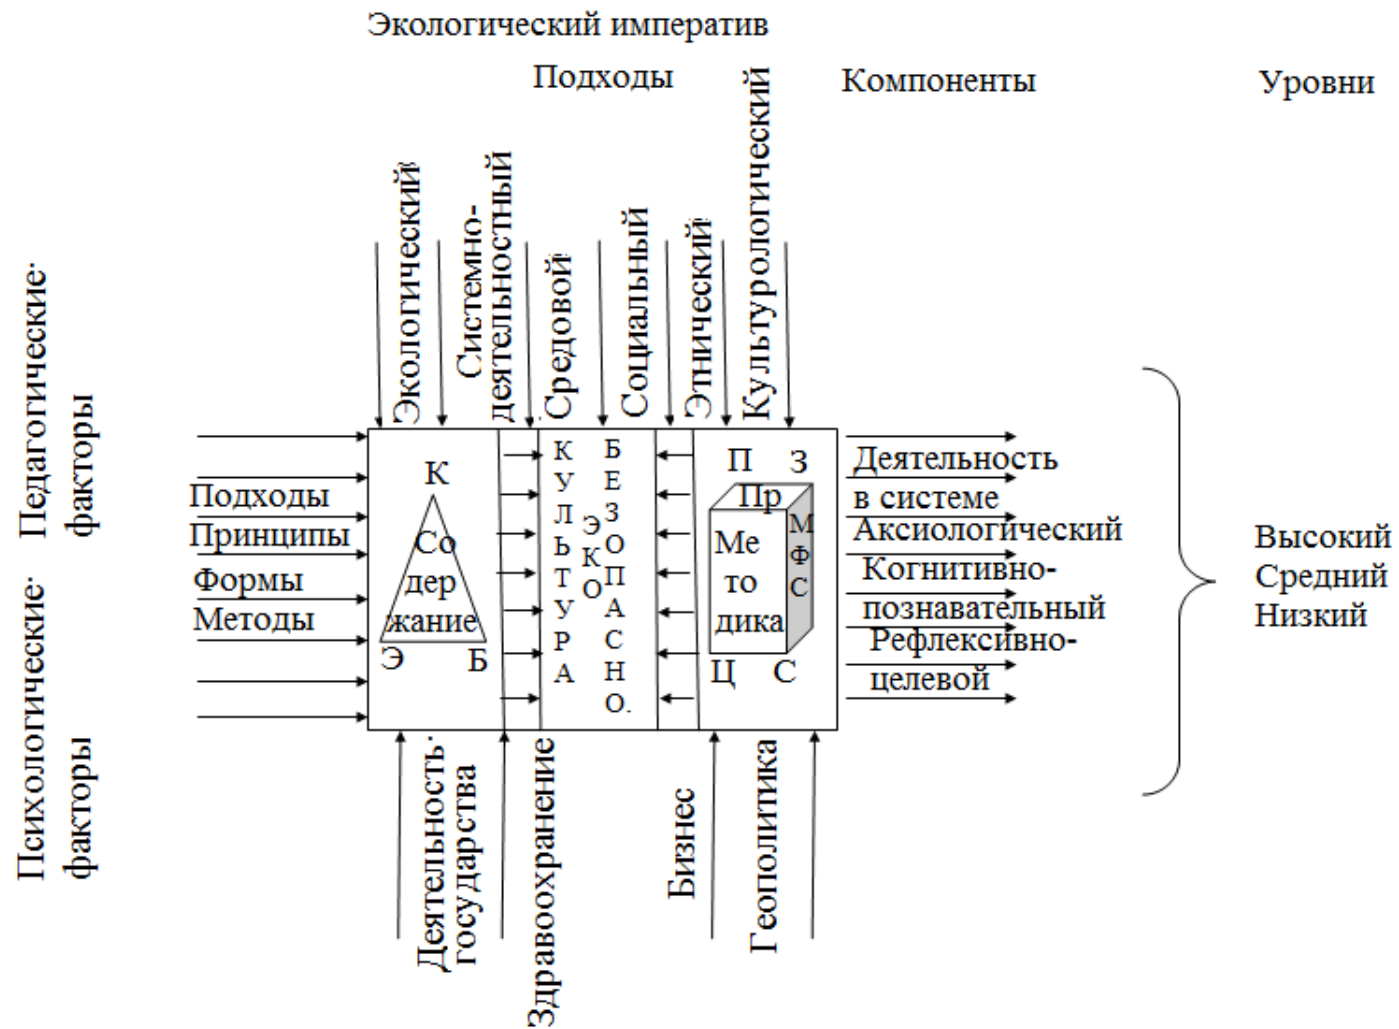 Экологический императив
Подходы
Компоненты
Уровни
Экологический
Системно-
деятельностный
Средовой
Социальный
Этнический
Культурологический
Педагогические
факторы
Психологические
факторы
Подходы
Принципы
Формы
Методы
К
Со
дер
жание
Э
Б
КУЛЬТУРА
ЭКО
БЕЗОПАСНО.
П
З
Пр
Ме
то
дика
МФС
Ц
С
Деятельность
в системе
Аксиологический
Когнитивно-
познавательный
Рефлексивно-
целевой
Высокий
Средний
Низкий
Деятельность
государства
Здравоохранение
Бизнес
Геополитика